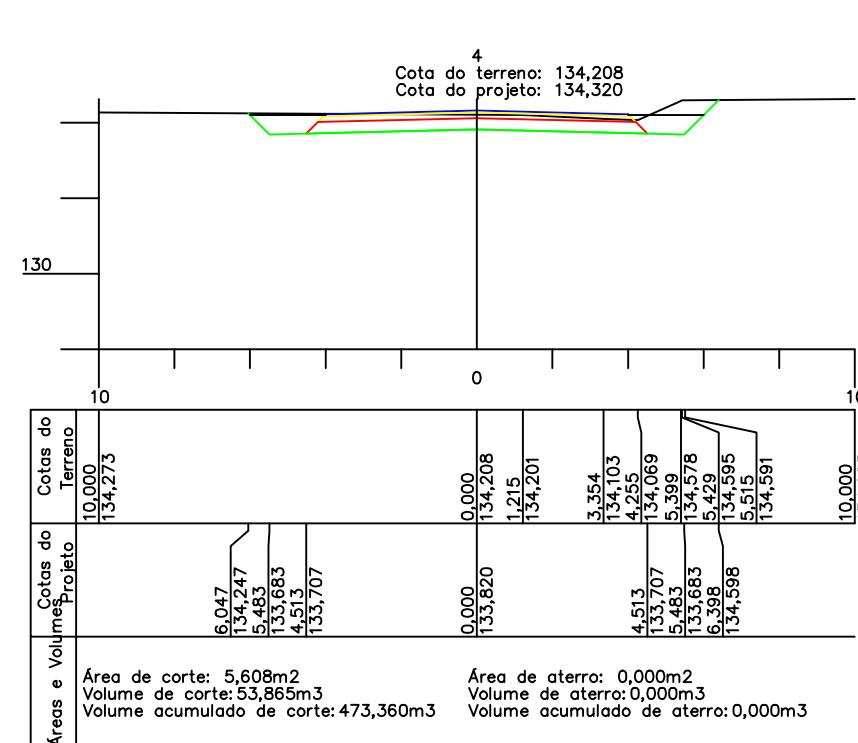 4
Cota do terreno: 134,208
Cota do projeto: 134,320
130
0
10
Cotas do
Terreno
10,000
134,273
0,000
134,208
1,215
134,201
3,354
134,103
4,255
134,069
5,399
134,578
5,429
134,595
5,515
134,591
10,000
Cotas do
Projeto
6,047
134,247
5,483
133,683
4,513
133,707
0,000
133,820
4,513
133,707
5,483
133,683
6,398
134,598
Áreas e Volumes
Área de corte: 5,608m2
Volume de corte:53,865m3
Volume acumulado de corte:473,360m3
Área de aterro: 0,000m2
Volume de aterro:0,000m3
Volume acumulado de aterro:0,000m3